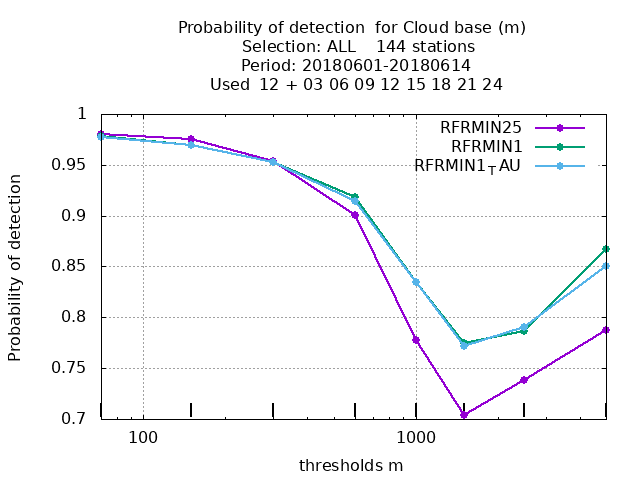 Probability of detection  for Cloud base (m)
Selection: ALL    144 stations
Period: 20180601-20180614
Used  12 + 03 06 09 12 15 18 21 24
RFRMIN25
RFRMIN1
RFRMIN1TAU
Probability of detection
1
0.95
0.9
0.85
0.8
0.75
0.7
100
1000
thresholds m